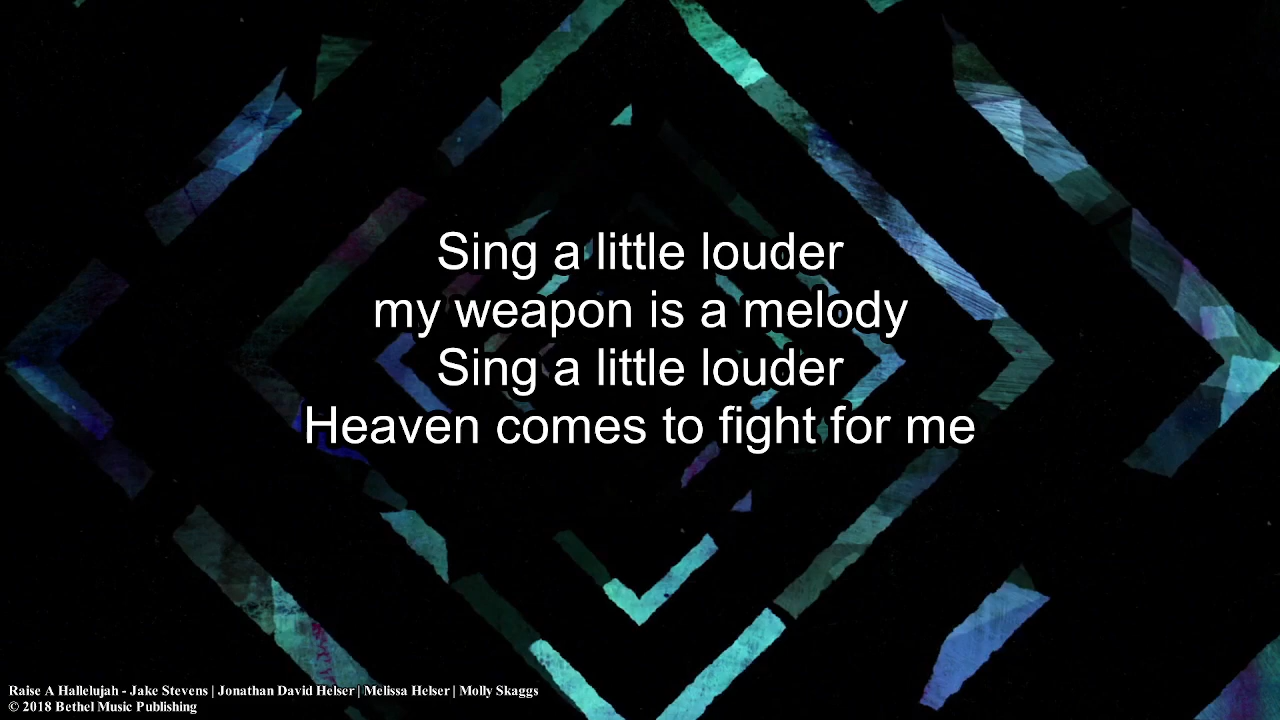 Sing a little louder
my weapon is a melody
Sing a little louder
Heaven comes to fight for me
Raise A Hallelujah - Jake Stevens | Jonathan David Helser | Melissa Helser | Molly Skaggs
© 2018 Bethel Music Publishing